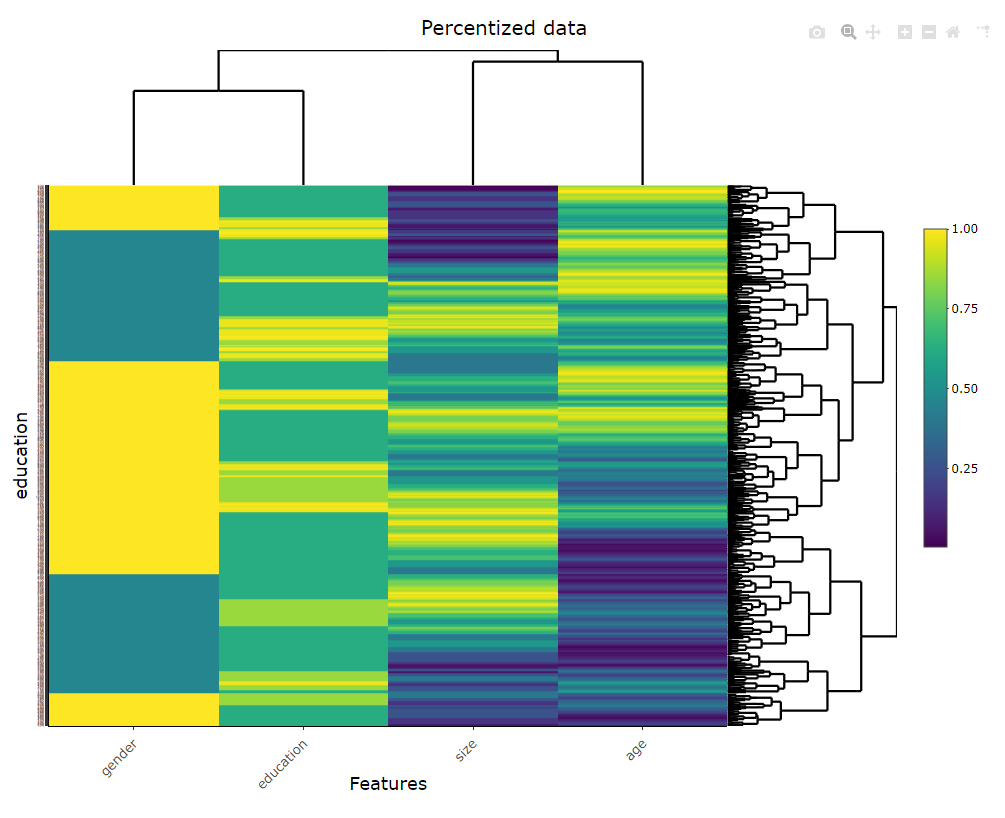 Percentized data
1.00
0.75
0.50
0.25
education
gender
education
size
age
Features